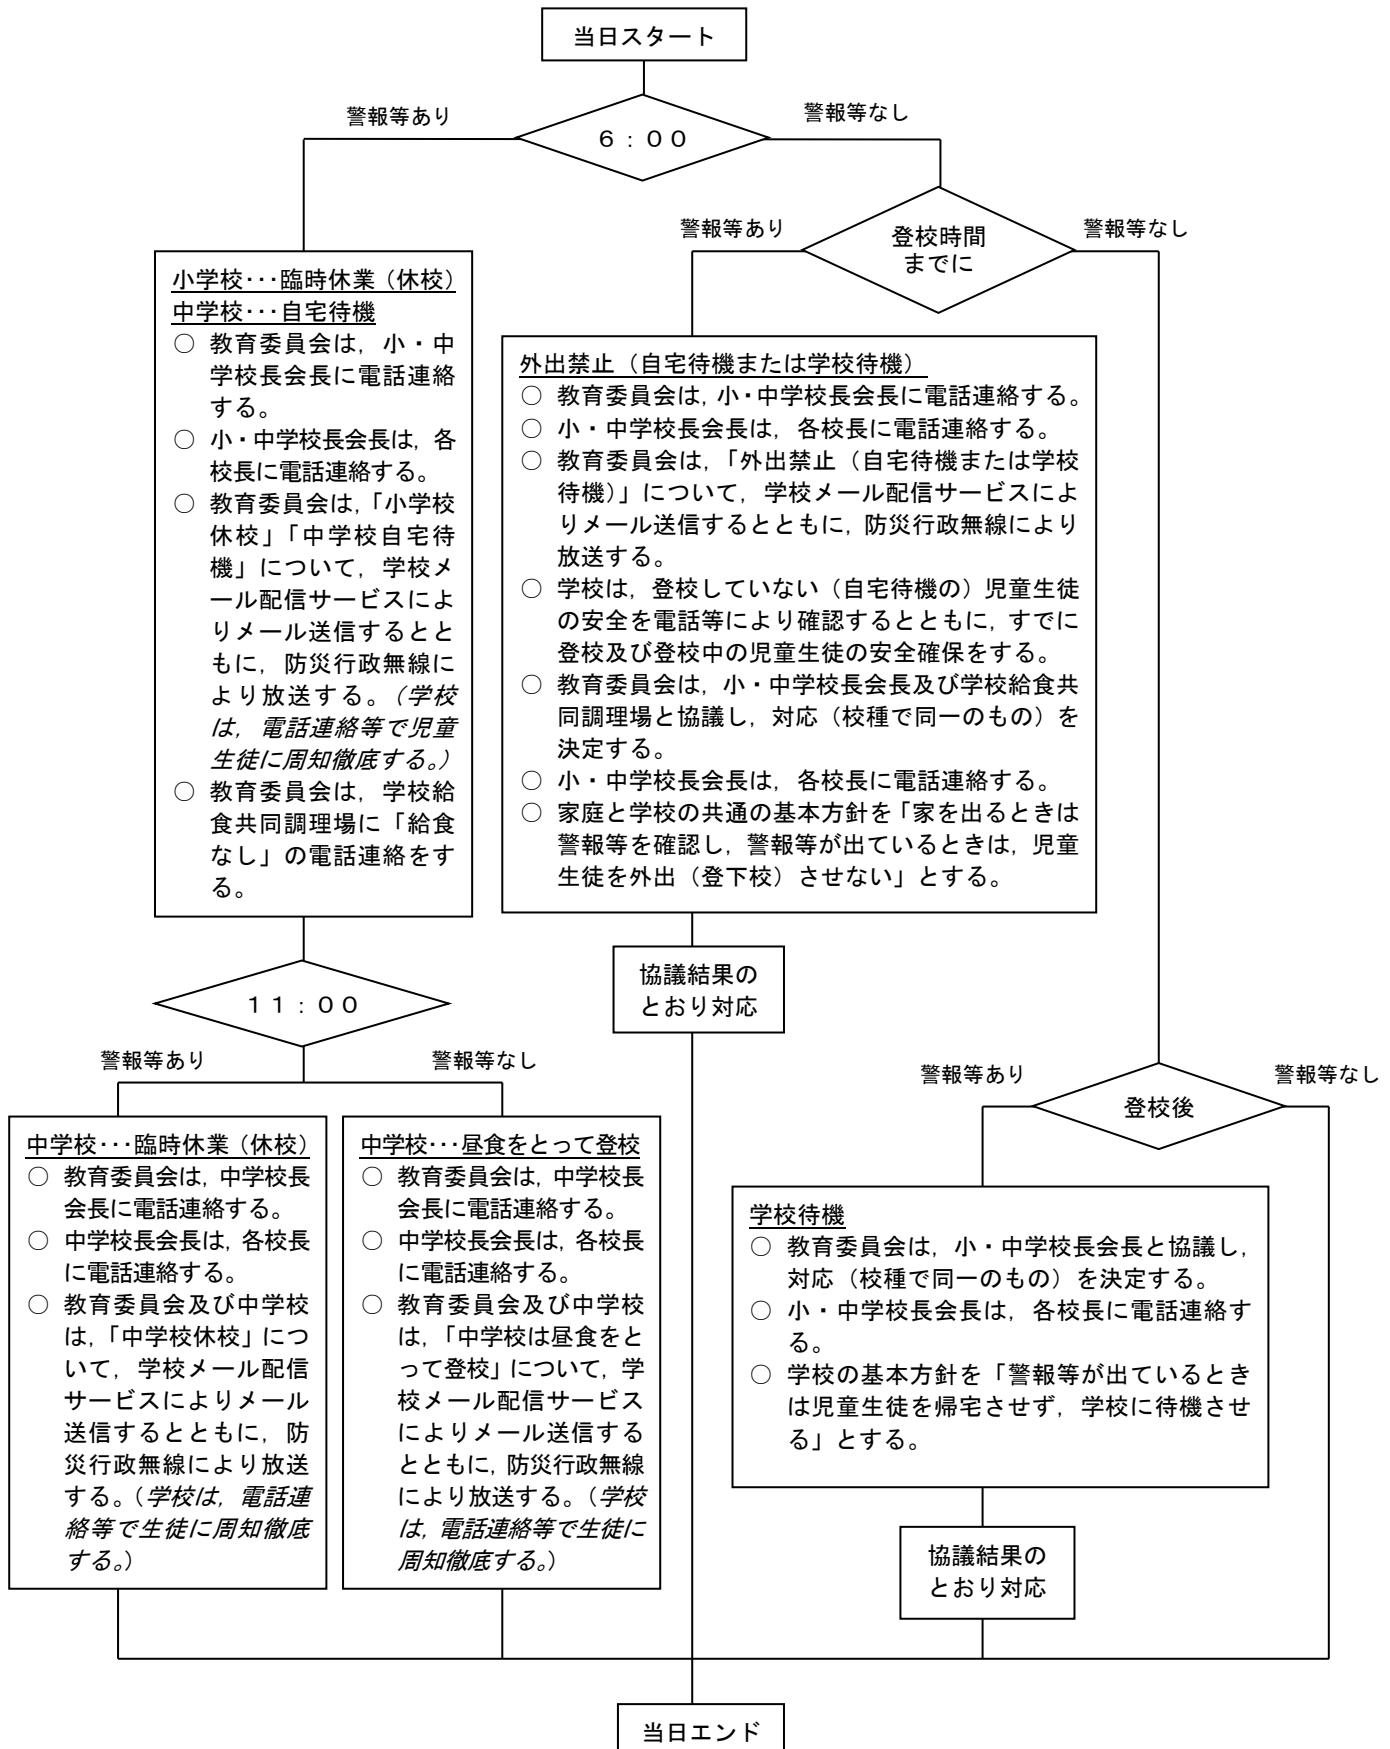 当日スタート
警報等あり
警報等なし
６：００
警報等あり
警報等なし
登校時間
までに
小学校･･･臨時休業（休校）
中学校･･･自宅待機
○ 教育委員会は，小・中
学校長会長に電話連絡
する。
○ 小・中学校長会長は，各
校長に電話連絡する。
○ 教育委員会は，「小学校
休校」「中学校自宅待
機」について，学校メ
ール配信サービスによ
りメール送信するとと
もに，防災行政無線に
より放送する。（学校
は，電話連絡等で児童
生徒に周知徹底する。）
○ 教育委員会は，学校給
食共同調理場に「給食
なし」の電話連絡をす
る。
外出禁止（自宅待機または学校待機）
○ 教育委員会は，小・中学校長会長に電話連絡する。
○ 小・中学校長会長は，各校長に電話連絡する。
○ 教育委員会は，「外出禁止（自宅待機または学校
待機）」について，学校メール配信サービスによ
りメール送信するとともに，防災行政無線により
放送する。
○ 学校は，登校していない（自宅待機の）児童生徒
の安全を電話等により確認するとともに，すでに
登校及び登校中の児童生徒の安全確保をする。
○ 教育委員会は，小・中学校長会長及び学校給食共
同調理場と協議し，対応（校種で同一のもの）を
決定する。
○ 小・中学校長会長は，各校長に電話連絡する。
○ 家庭と学校の共通の基本方針を「家を出るときは
警報等を確認し，警報等が出ているときは，児童
生徒を外出（登下校）させない」とする。
協議結果の
とおり対応
１１：００
警報等あり
警報等なし
警報等あり
警報等なし
登校後
中学校･･･臨時休業（休校）
○ 教育委員会は，中学校長
会長に電話連絡する。
○ 中学校長会長は，各校長
に電話連絡する。
○ 教育委員会及び中学校
は，「中学校休校」につ
いて，学校メール配信
サービスによりメール
送信するとともに，防
災行政無線により放送
する。（学校は，電話連
絡等で生徒に周知徹底
する。）
中学校･･･昼食をとって登校
○ 教育委員会は，中学校長
会長に電話連絡する。
○ 中学校長会長は，各校長
に電話連絡する。
○ 教育委員会及び中学校
は，「中学校は昼食をと
って登校」について，学
校メール配信サービス
によりメール送信する
とともに，防災行政無線
により放送する。（学校
は，電話連絡等で生徒に
周知徹底する。）
学校待機
○ 教育委員会は，小・中学校長会長と協議し，
対応（校種で同一のもの）を決定する。
○ 小・中学校長会長は，各校長に電話連絡す
る。
○ 学校の基本方針を「警報等が出ているとき
は児童生徒を帰宅させず，学校に待機させ
る」とする。
協議結果の
とおり対応
当日エンド